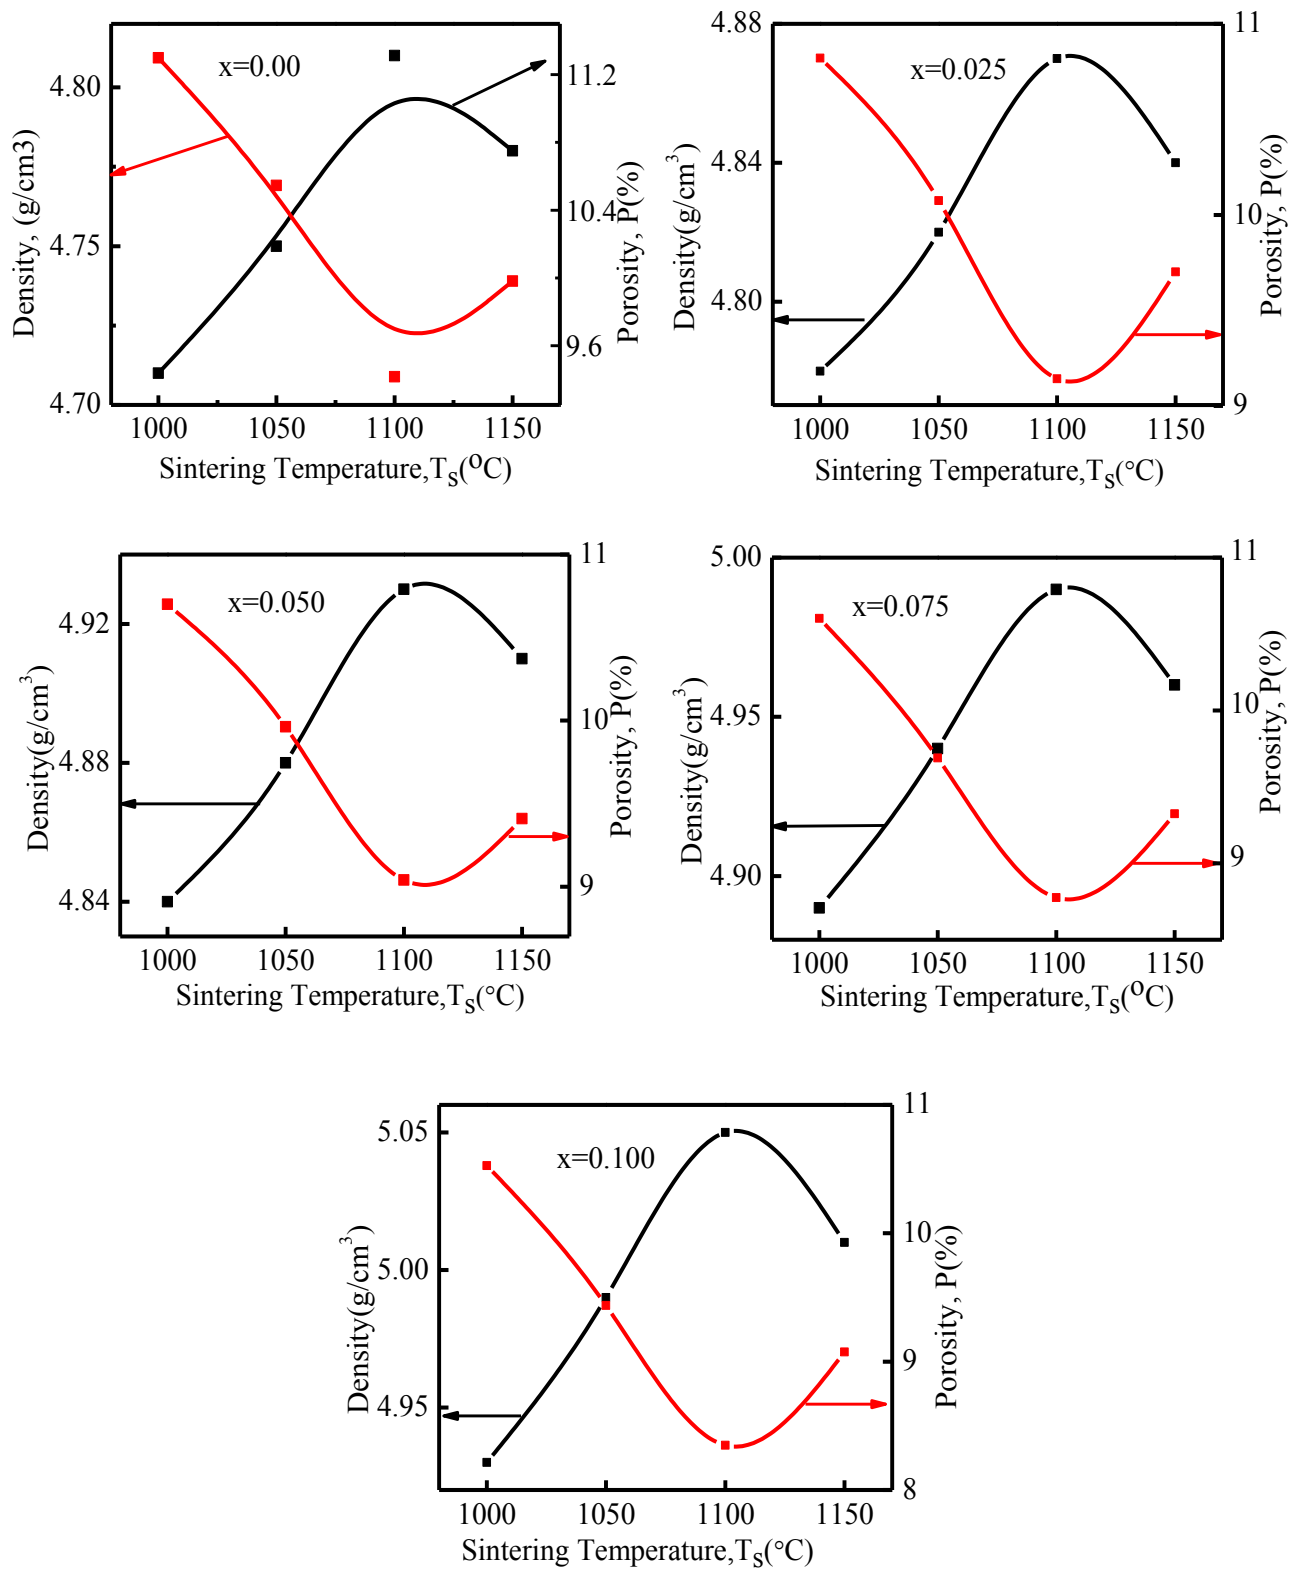 x=0.00
4.80
4.75
4.70
11.2
10.4
9.6
Density, (g/cm3)
Porosity, P(%)
1000 1050 1100 1150
Sintering Temperature,Ts(oC)
x=0.025
4.88
4.84
4.80
11
10
9
Density(g/cm3)
Porosity, P(%)
1000 1050 1100 1150
Sintering Temperature,Ts(°C)
x=0.050
4.92
4.88
4.84
11
10
9
Density(g/cm3)
Porosity, P(%)
1000 1050 1100 1150
Sintering Temperature,Ts(°C)
x=0.075
5.00
4.95
4.90
11
10
9
Density(g/cm3)
Porosity, P(%)
1000 1050 1100 1150
Sintering Temperature,Ts(oC)
x=0.100
5.05
5.00
4.95
11
10
9
8
Density(g/cm3)
Porosity, P(%)
1000 1050 1100 1150
Sintering Temperature,Ts(°C)